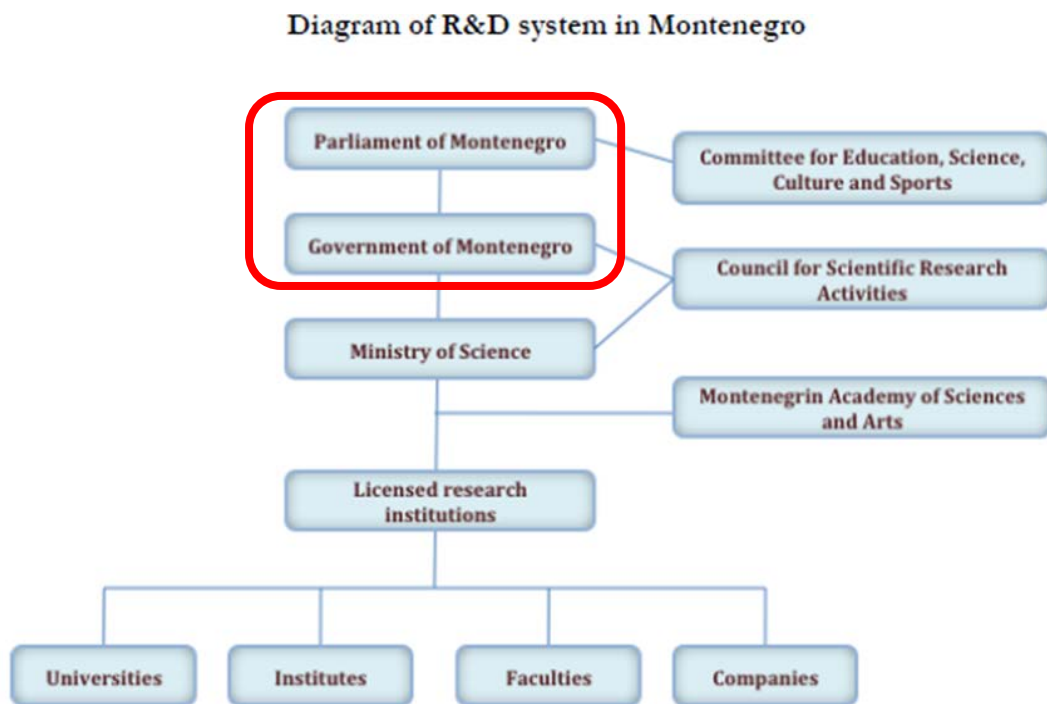 Diagram of R&D system in Montenegro
Parliament of Montenegro
Committee for Education, Science,
Culture and Sports
Government of Montenegro
Council for Scientific Research
Activities
Ministry of Science
Montenegrin Academy of Sciences
and Arts
Licensed research
institutions
Universities
Institutes
Faculties
Companies